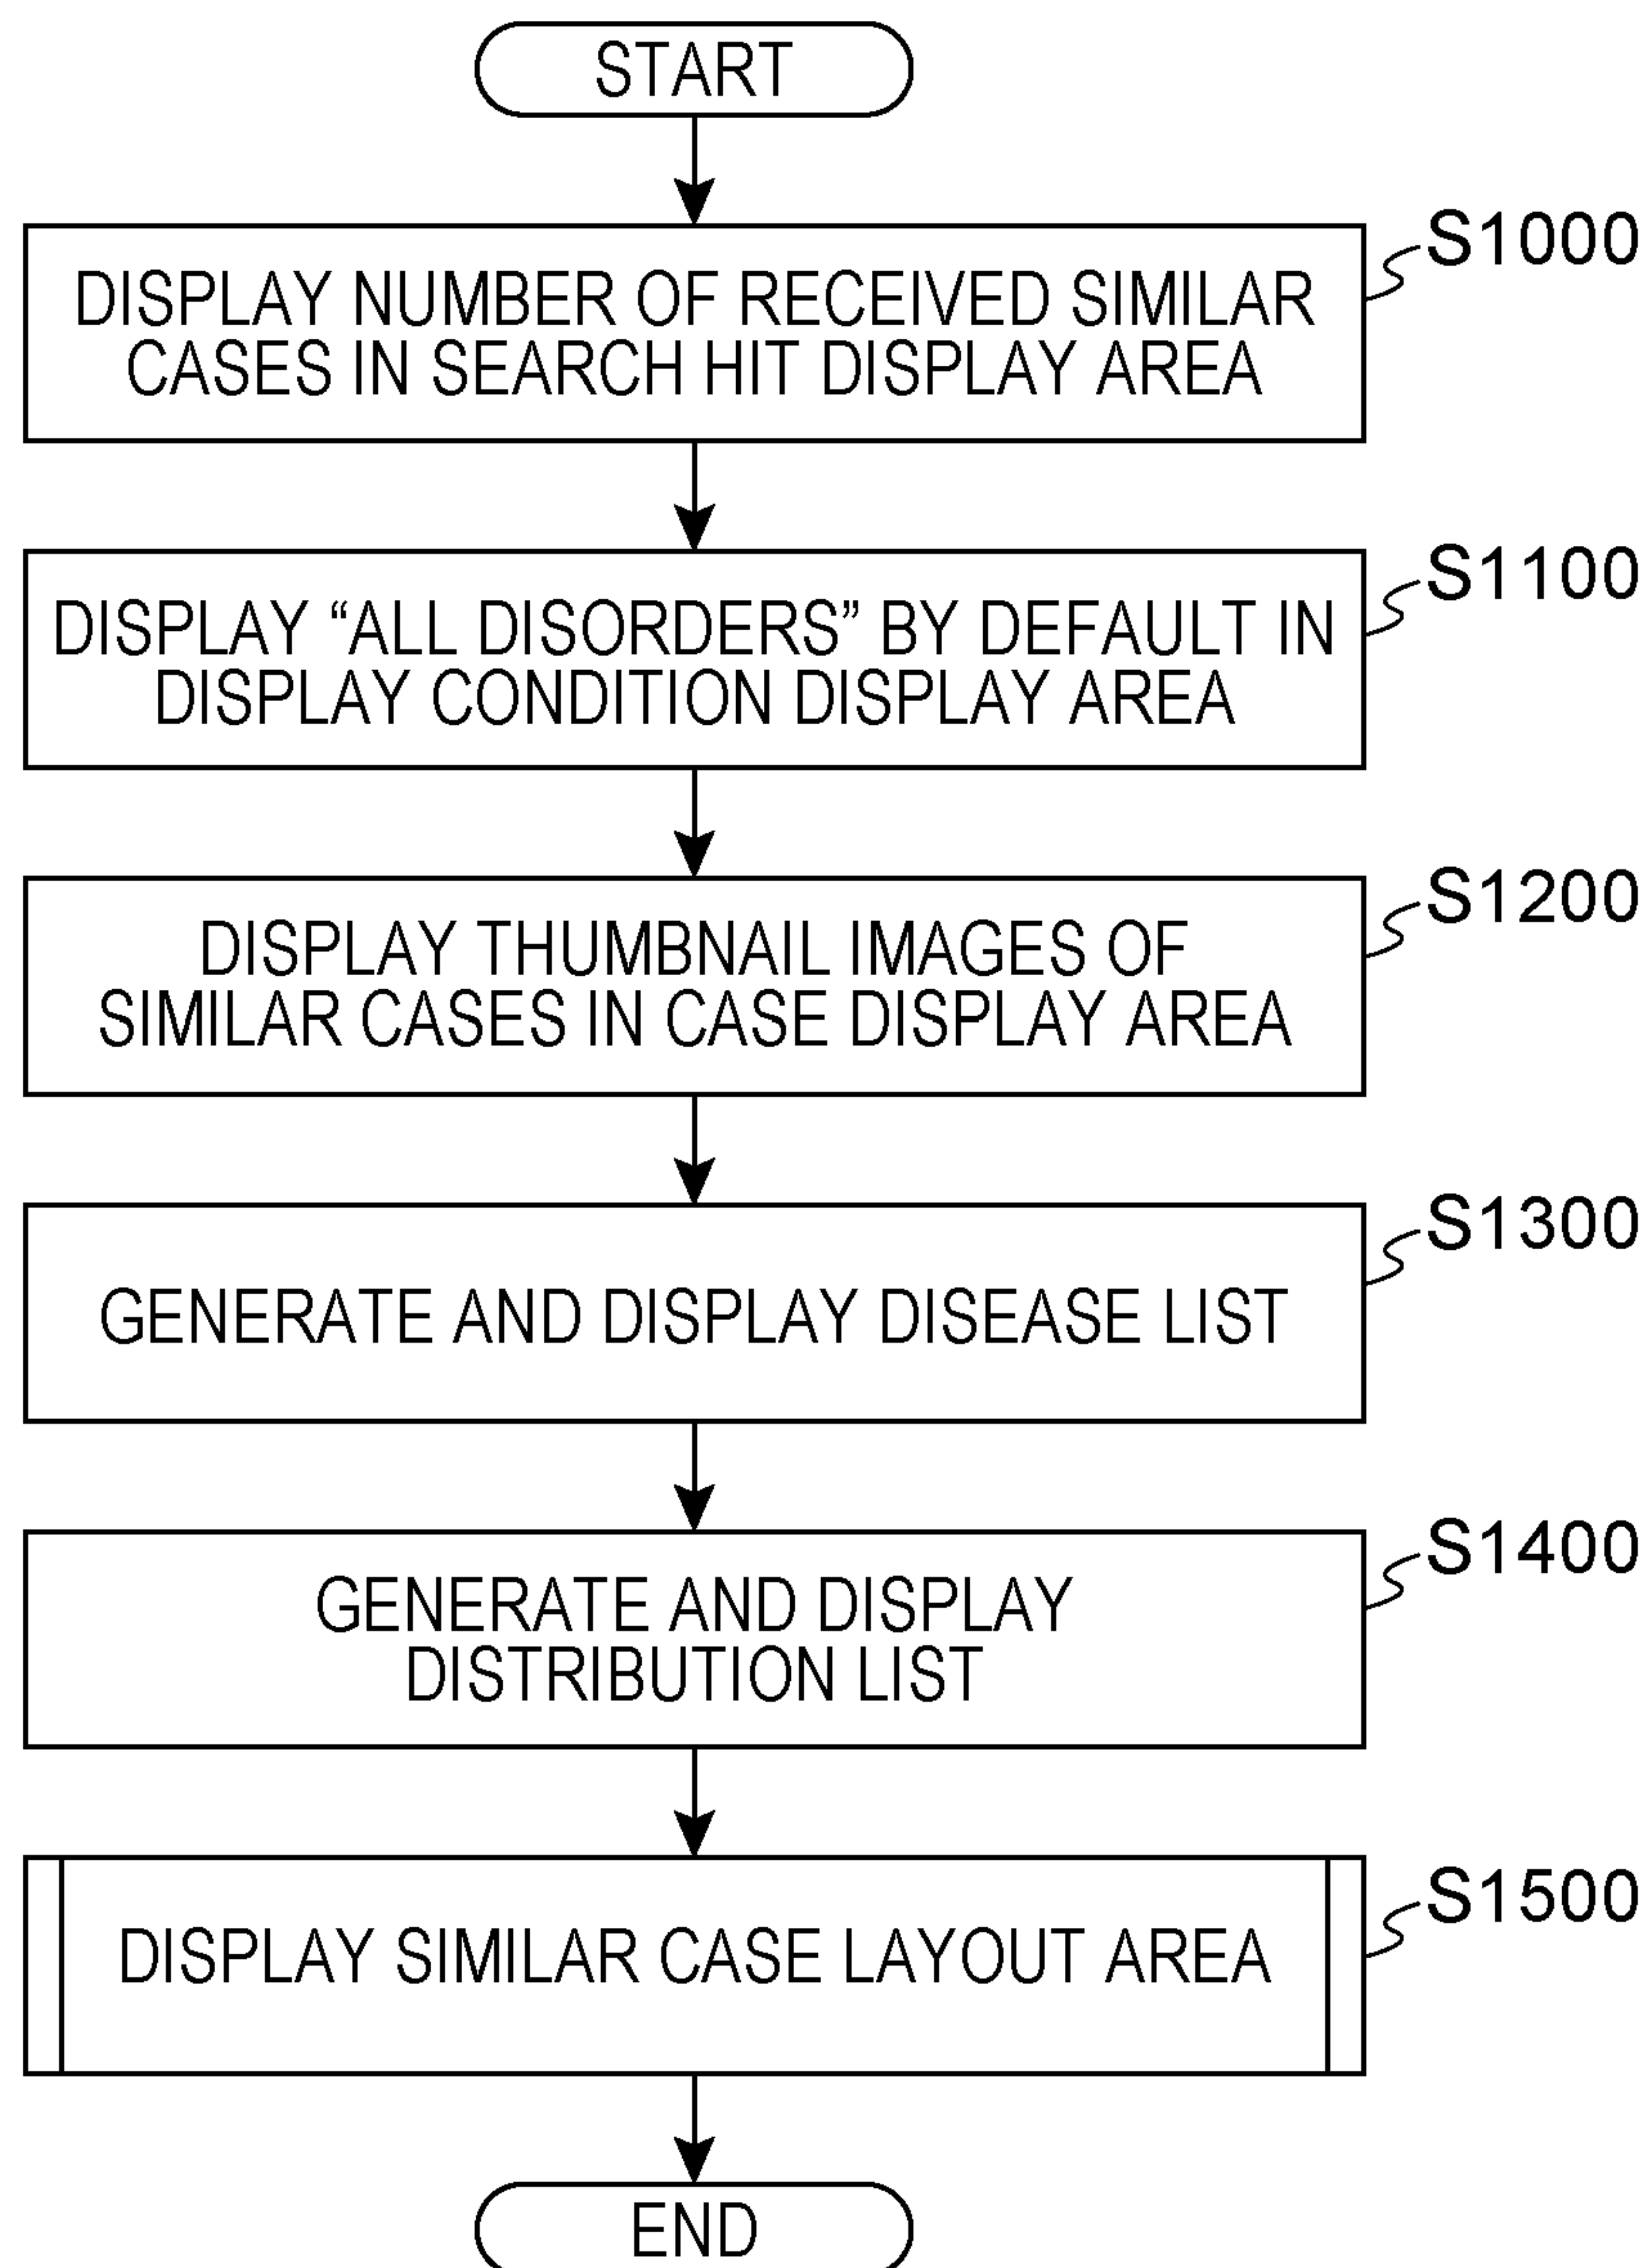 START
S1000
DISPLAY NUMBER OF RECEIVED SIMILAR
CASES IN SEARCH HIT DISPLAY AREA
S1100
DISPLAY “ALL DISORDERS” BY DEFAULT IN
DISPLAY CONDITION DISPLAY AREA
S1200
DISPLAY THUMBNAIL IMAGES OF
SIMILAR CASES IN CASE DISPLAY AREA
S1300
GENERATE AND DISPLAY DISEASE LIST
S1400
GENERATE AND DISPLAY
DISTRIBUTION LIST
S1500
DISPLAY SIMILAR CASE LAYOUT AREA
END